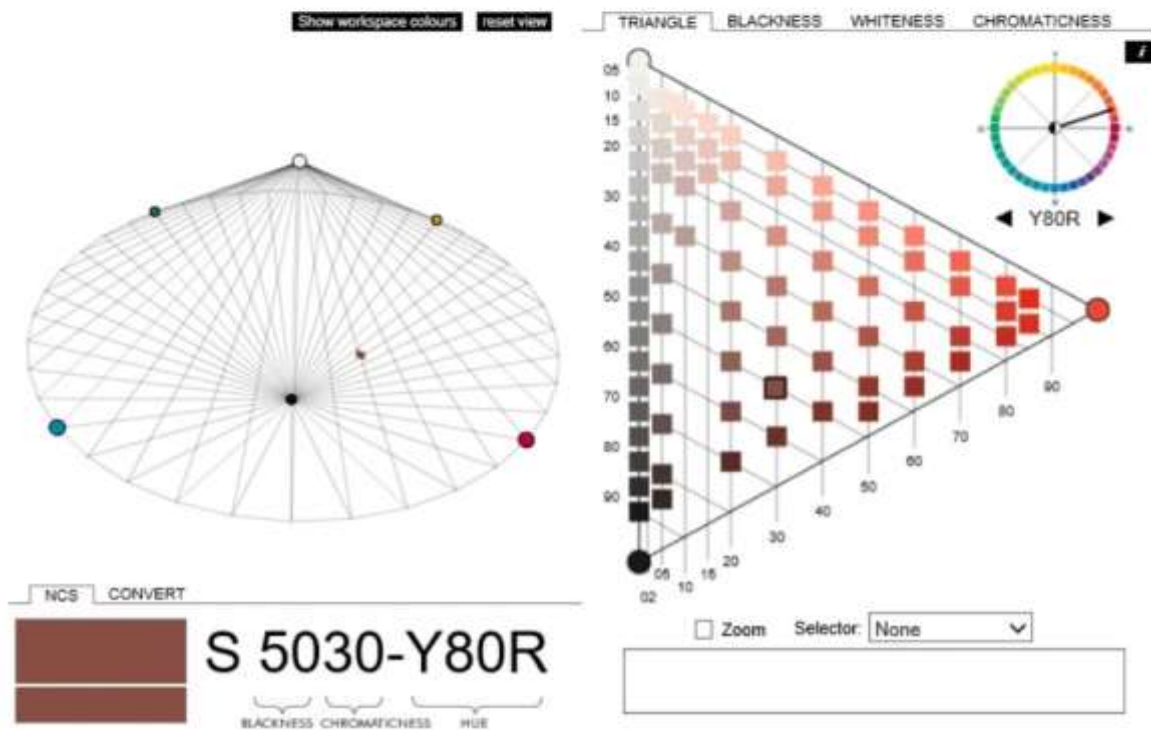 Show workspace colours
reset view
TRIANGLE
BLACKNESS
WHITENESS
CHROMATICNESS
i
05
10
15
20
30
40
50
60
70
80
90
02
05
10
15
20
30
40
50
60
70
80
90
Y80R
NCS
CONVERT
S 5030-Y80R
BLACKNESS
CHROMATICNESS
HUE
Zoom
Selector:
None